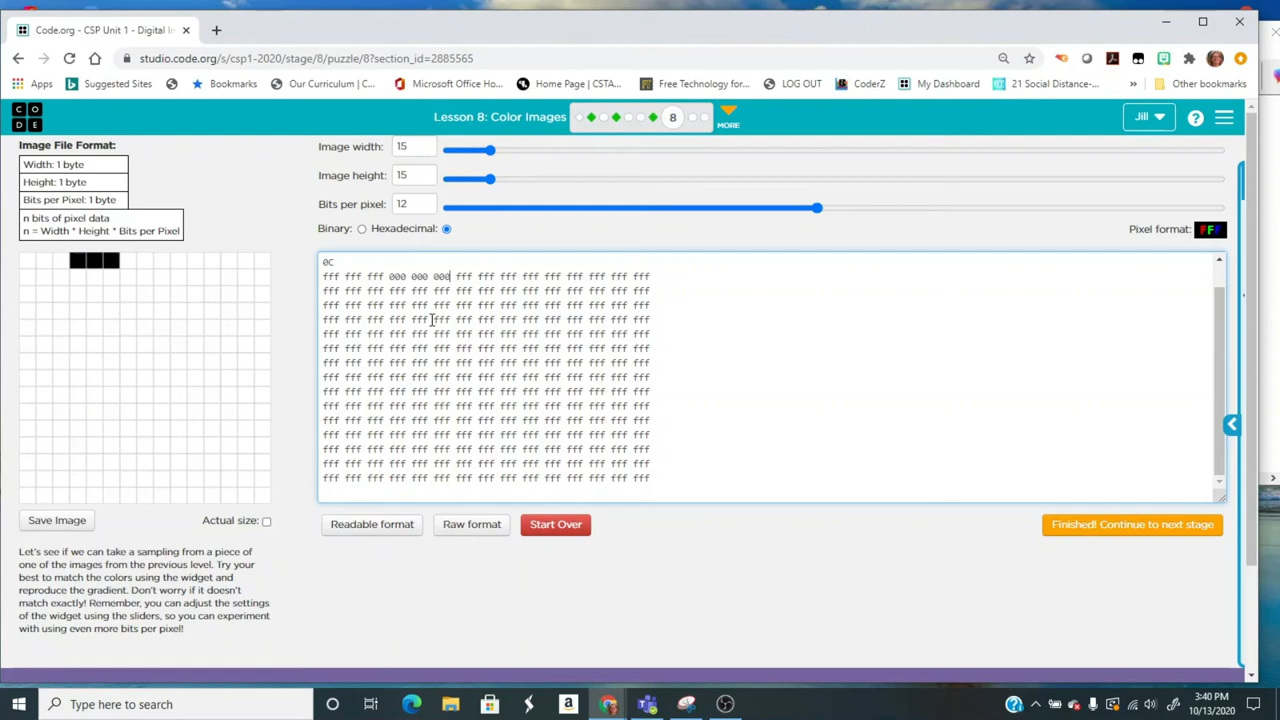 Code.org - CSP Unit 1 - Digital In
studio.code.org/s/csp1-2020/stage/8/puzzle/8?section_id=2885565
Apps Suggested Sites Bookmarks Our Curriculum | C... Microsoft Office Ho... Home Page | CSTA... Free Technology for... LOG OUT CoderZ My Dashboard 21 Social Distance-... » Other bookmarks
C O D E
Lesson 8: Color Images 8 MORE Jill
Image File Format:
Width: 1 byte
Height: 1 byte
Bits per Pixel: 1 byte
n bits of pixel data
n = Width * Height * Bits per Pixel
Image width: 15
Image height: 15
Bits per pixel: 12
Binary: Hexadecimal: Pixel format: FFF
0C
fff fff fff 000 000 000 fff fff fff fff fff fff fff fff fff
fff fff fff fff fff fff fff fff fff fff fff fff fff fff fff
fff fff fff fff fff fff fff fff fff fff fff fff fff fff fff
fff fff fff fff fff fff fff fff fff fff fff fff fff fff fff
fff fff fff fff fff fff fff fff fff fff fff fff fff fff fff
fff fff fff fff fff fff fff fff fff fff fff fff fff fff fff
fff fff fff fff fff fff fff fff fff fff fff fff fff fff fff
fff fff fff fff fff fff fff fff fff fff fff fff fff fff fff
fff fff fff fff fff fff fff fff fff fff fff fff fff fff fff
fff fff fff fff fff fff fff fff fff fff fff fff fff fff fff
fff fff fff fff fff fff fff fff fff fff fff fff fff fff fff
fff fff fff fff fff fff fff fff fff fff fff fff fff fff fff
fff fff fff fff fff fff fff fff fff fff fff fff fff fff fff
fff fff fff fff fff fff fff fff fff fff fff fff fff fff fff
fff fff fff fff fff fff fff fff fff fff fff fff fff fff fff
Save Image Actual size:
Readable format Raw format Start Over Finished! Continue to next stage
Let's see if we can take a sampling from a piece of
one of the images from the previous level. Try your
best to match the colors using the widget and
reproduce the gradient. Don't worry if it doesn't
match exactly! Remember, you can adjust the settings
of the widget using the sliders, so you can experiment
with using even more bits per pixel!
Type here to search
3:40 PM
10/13/2020